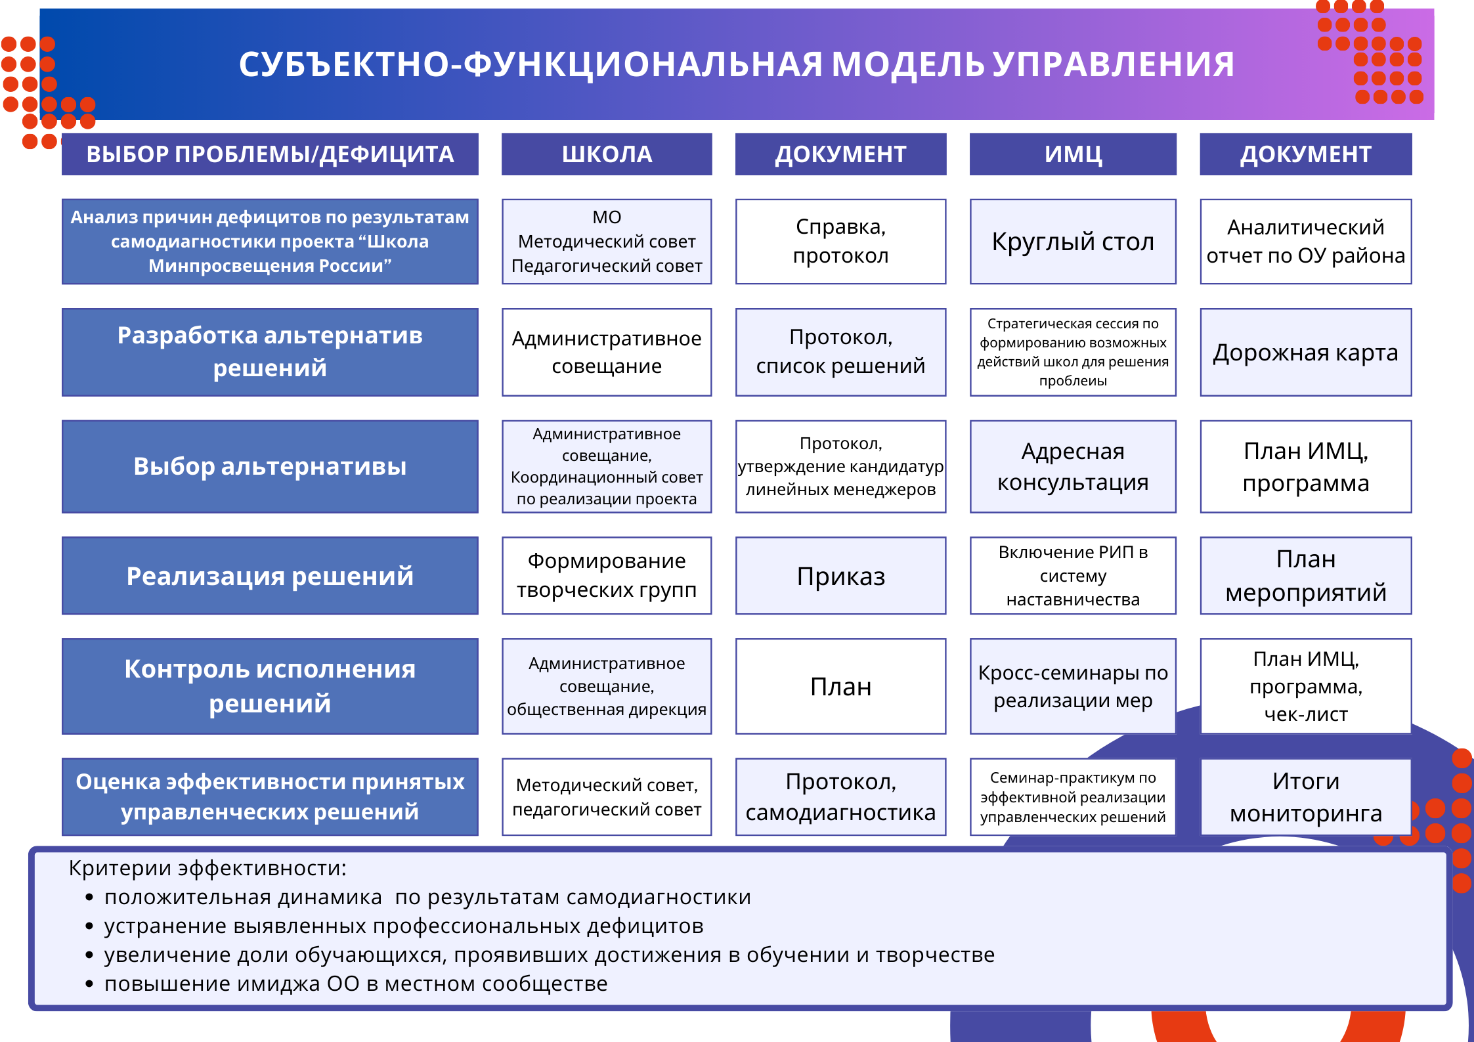 СУБЪЕКТНО-ФУНКЦИОНАЛЬНАЯ МОДЕЛЬ УПРАВЛЕНИЯ
ВЫБОР ПРОБЛЕМЫ/ДЕФИЦИТА
ШКОЛА
ДОКУМЕНТ
ИМЦ
ДОКУМЕНТ
Анализ причин дефицитов по результатам
самодиагностики проекта “Школа
Минпросвещения России”
МО
Методический совет
Педагогический совет
Справка,
протокол
Круглый стол
Аналитический
отчет по ОУ района
Разработка альтернатив
решений
Административное
совещание
Протокол,
список решений
Стратегическая сессия по
формированию возможных
действий школ для решения
проблеиы
Дорожная карта
Выбор альтернативы
Административное
совещание,
Координационный совет
по реализации проекта
Протокол,
утверждение кандидатур
линейных менеджеров
Адресная
консультация
План ИМЦ,
программа
Реализация решений
Формирование
творческих групп
Приказ
Включение РИП в
систему
наставничества
План
мероприятий
Контроль исполнения
решений
Административное
совещание,
общественная дирекция
План
Кросс-семинары по
реализации мер
План ИМЦ,
программа,
чек-лист
Оценка эффективности принятых
управленческих решений
Методический совет,
педагогический совет
Протокол,
самодиагностика
Семинар-практикум по
эффективной реализации
управленческих решений
Итоги
мониторинга
Критерии эффективности:
• положительная динамика  по результатам самодиагностики
• устранение выявленных профессиональных дефицитов
• увеличение доли обучающихся, проявивших достижения в обучении и творчестве
• повышение имиджа ОО в местном сообществе